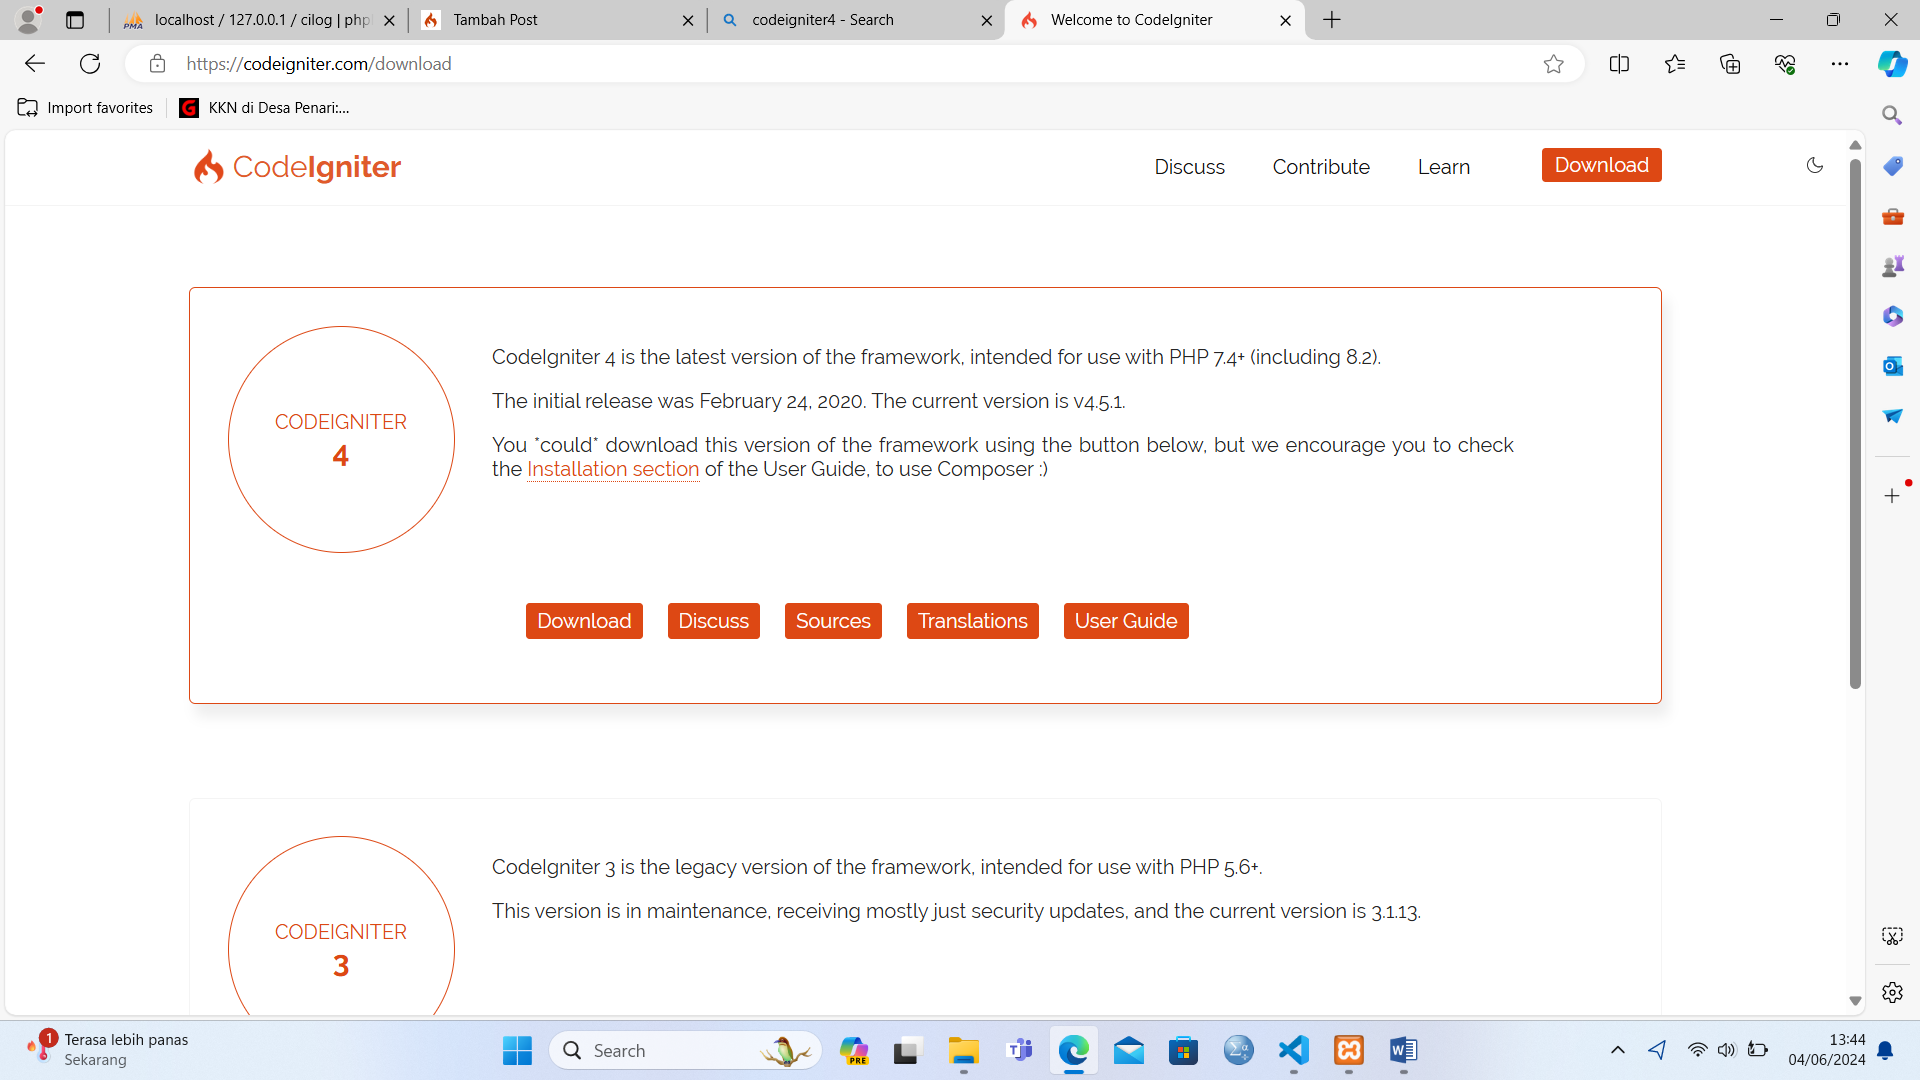 localhost / 127.0.0.1 / cilog | php
Tambah Post
codeigniter4 - Search
Welcome to CodeIgniter
https://codeigniter.com/download
Import favorites
KKN di Desa Penari:...
CodeIgniter
Discuss
Contribute
Learn
Download
CODEIGNITER
4
CodeIgniter 4 is the latest version of the framework, intended for use with PHP 7.4+ (including 8.2).
The initial release was February 24, 2020. The current version is v4.5.1.
You *could* download this version of the framework using the button below, but we encourage you to check
the Installation section of the User Guide, to use Composer :)
Download
Discuss
Sources
Translations
User Guide
CODEIGNITER
3
CodeIgniter 3 is the legacy version of the framework, intended for use with PHP 5.6+.
This version is in maintenance, receiving mostly just security updates, and the current version is 3.1.13.
1
Terasa lebih panas
Sekarang
Search
PRE
13:44
04/06/2024